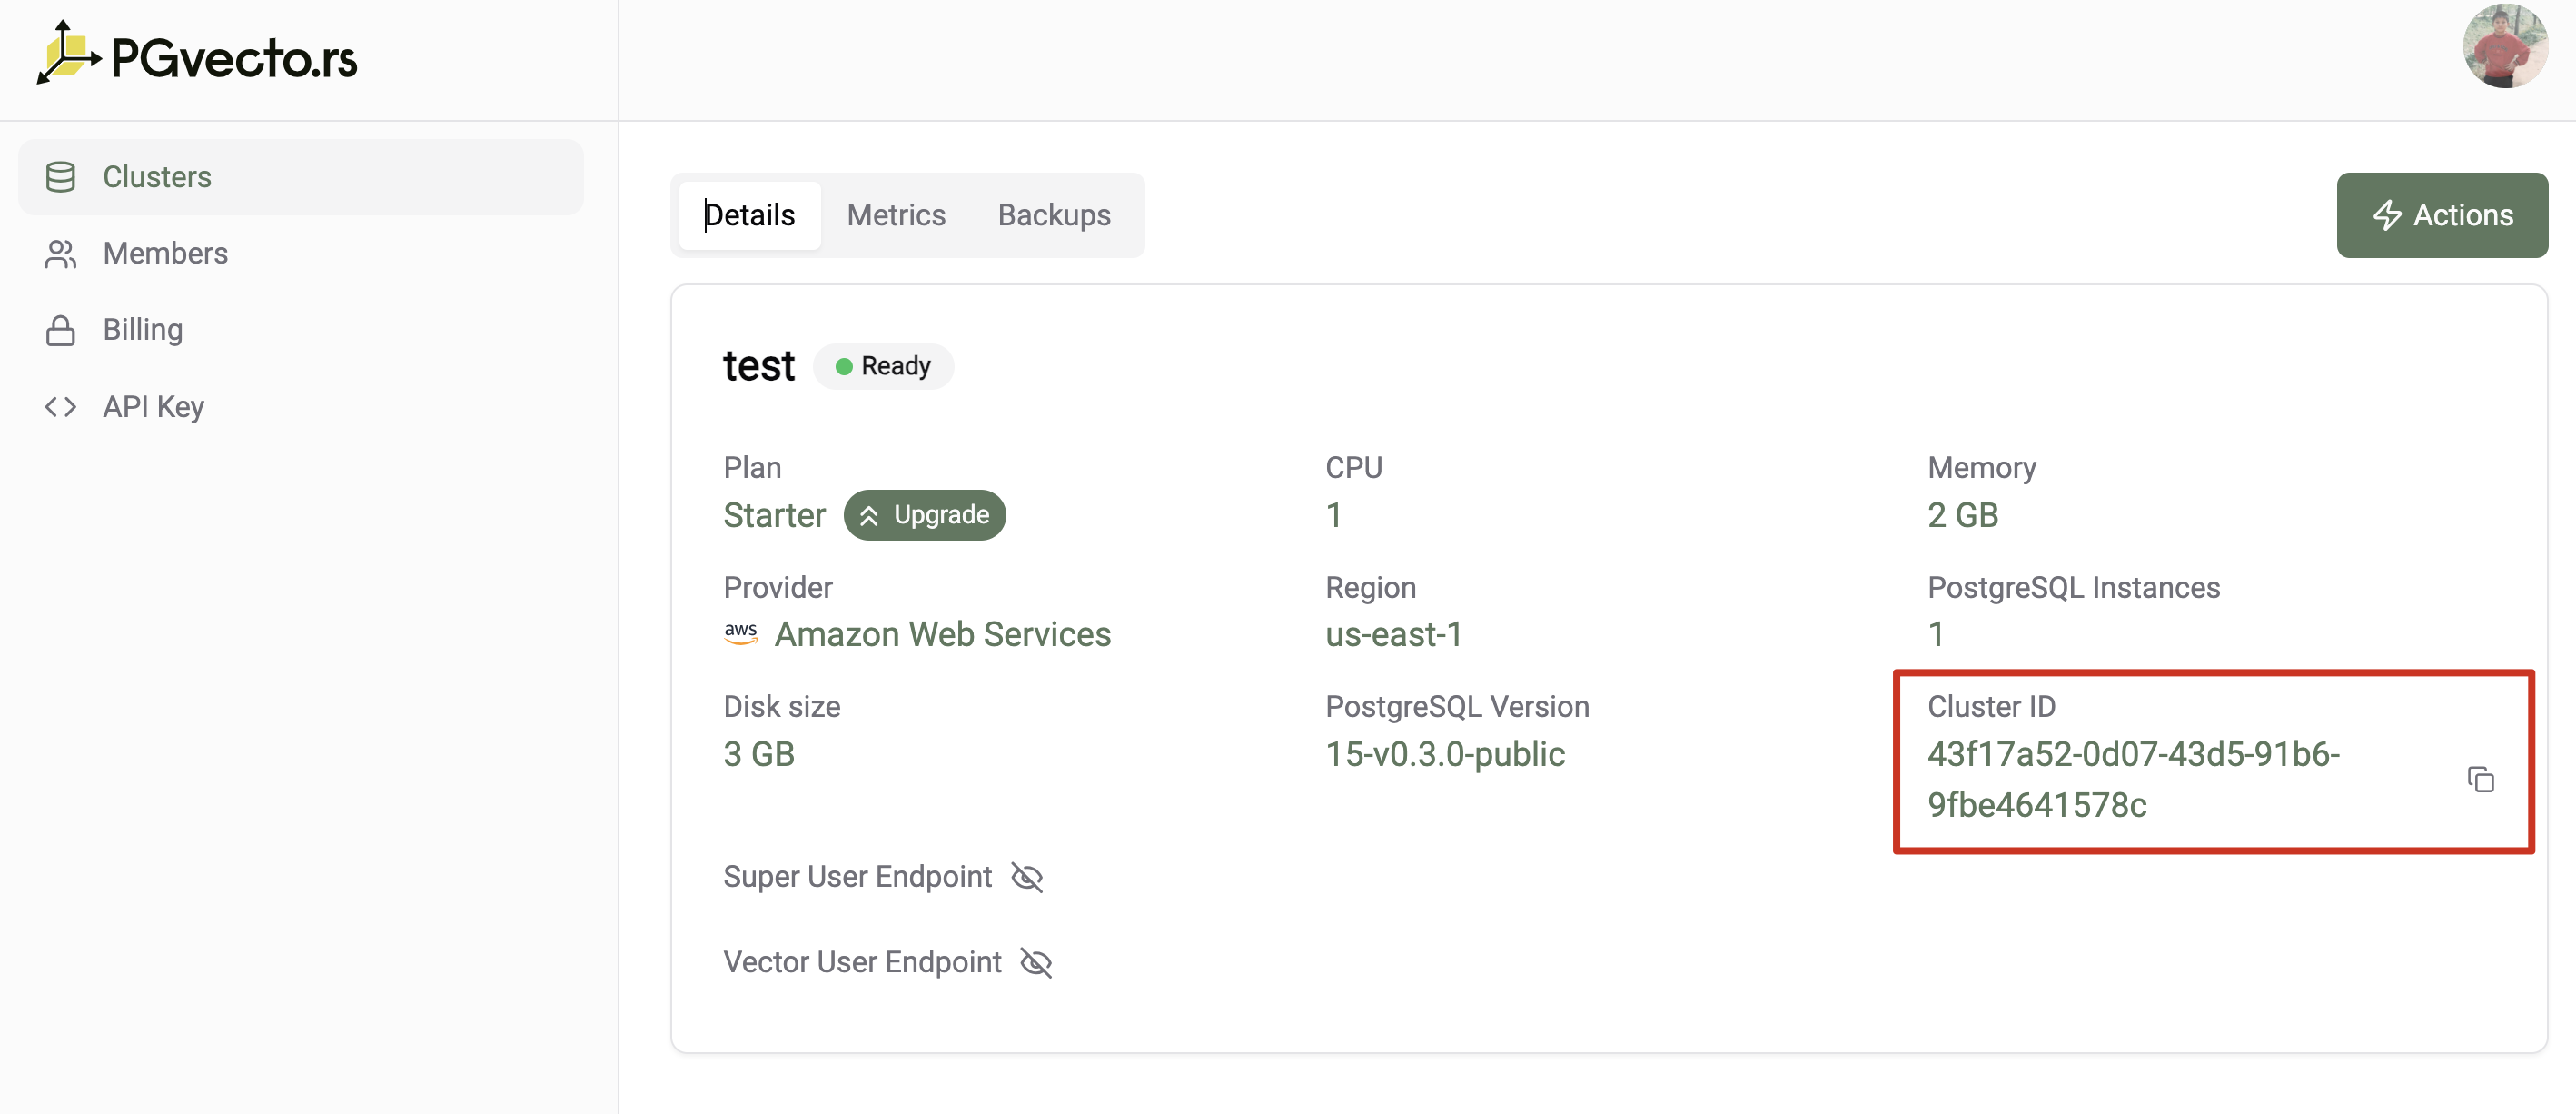 PGvecto.rs
Clusters
Members
Billing
API Key
Details Metrics Backups
Actions
test Ready
Plan CPU Memory
Starter Upgrade 1 2 GB
Provider Region PostgreSQL Instances
aws Amazon Web Services us-east-1 1
Disk size PostgreSQL Version Cluster ID
3 GB 15-v0.3.0-public 43f17a52-0d07-43d5-91b6-
9fbe4641578c
Super User Endpoint
Vector User Endpoint